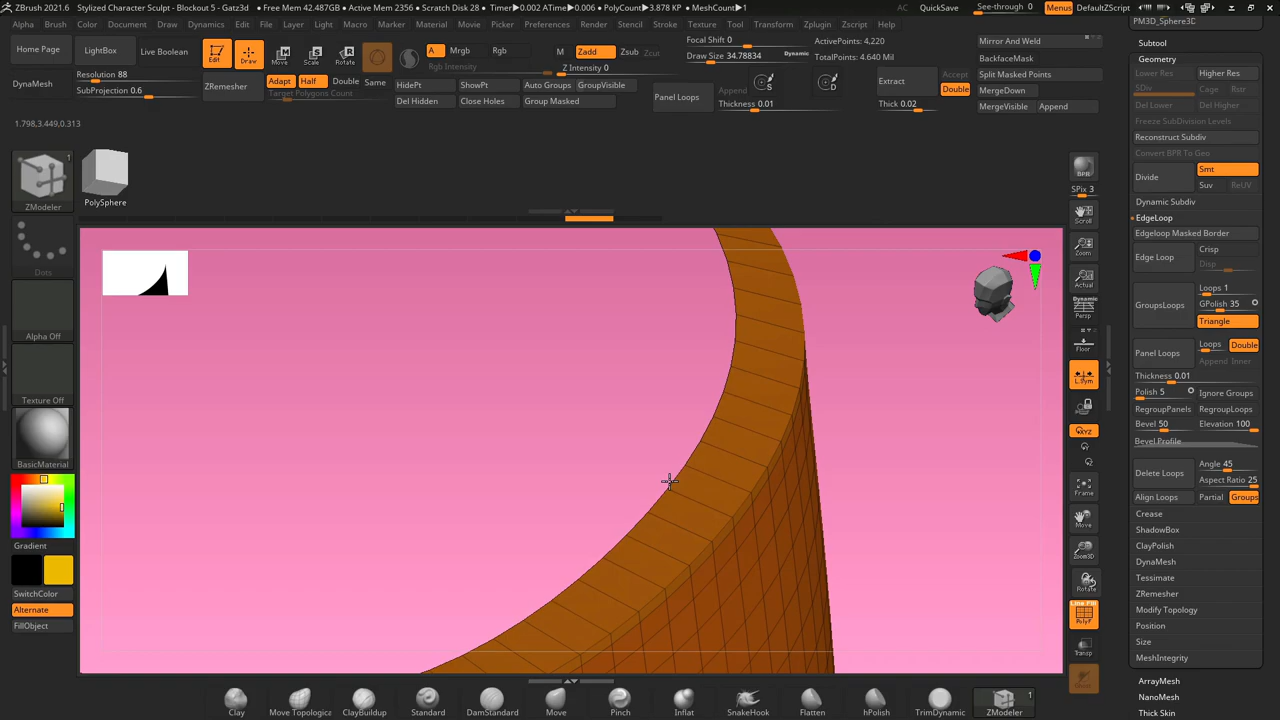 ZBrush 2021.6 Stylized Character Sculpt - Blockout 5 - Gatz3d • Free Mem 42.487GB • Active Mem 2356 • Scratch Disk 28 • Timer▶0.002 ATime▶0.006 • PolyCount▶3.878 KP • MeshCount▶1 AC QuickSave See-through 0 Menus DefaultZScript
Alpha Brush Color Document Draw Dynamics Edit File Layer Light Macro Marker Material Movie Picker Preferences Render Stencil Stroke Texture Tool Transform Zplugin Zscript Help
Home Page LightBox Live Boolean Edit Draw Move Scale Rotate A Mrgb Rgb M Zadd Zsub Zcut Focal Shift 0 ActivePoints: 4,220
Rgb Intensity Z Intensity 0 Draw Size 34.78834 Dynamic TotalPoints: 4.640 Mil
DynaMesh Resolution 88 SubProjection 0.6 ZRemesher Adapt Half Double Same Target Polygons Count
HidePt ShowPt Auto Groups GroupVisible
Del Hidden Close Holes Group Masked
Panel Loops Append Double Thickness 0.01 S D
Extract Accept Double Thick 0.02
Mirror And Weld
BackfaceMask
Split Masked Points
MergeDown
MergeVisible Append
1.798,3.449,0.313
1
ZModeler
PolySphere
Dots
Alpha Off
Texture Off
BasicMaterial
Gradient
SwitchColor
Alternate
FillObject
BPR
SPix 3
Scroll
Zoom
Actual
Dynamic
Persp
Floor
L.Sym
XYZ
Frame
Move
Zoom3D
Rotate
Line Fill
PolyF
Transp
Ghost
PM3D_Sphere3D
Subtool
Geometry
Lower Res Higher Res
SDiv Cage Rstr
Del Lower Del Higher
Freeze SubDivision Levels
Reconstruct Subdiv
Convert BPR To Geo
Divide Smt
Suv ReUV
Dynamic Subdiv
EdgeLoop
Edgeloop Masked Border
Edge Loop Crisp
Disp
GroupsLoops Loops 1
GPolish 35
Triangle
Panel Loops Loops Double
Append Inner
Thickness 0.01
Polish 5 Ignore Groups
RegroupPanels RegroupLoops
Bevel 50 Elevation 100
Bevel Profile
Delete Loops Angle 45
Aspect Ratio 25
Align Loops Partial Groups
Crease
ShadowBox
ClayPolish
DynaMesh
Tessimate
ZRemesher
Modify Topology
Position
Size
MeshIntegrity
ArrayMesh
NanoMesh
Thick Skin
Clay Move Topological ClayBuildup Standard DamStandard Move Pinch Inflat SnakeHook Flatten hPolish TrimDynamic ZModeler 1